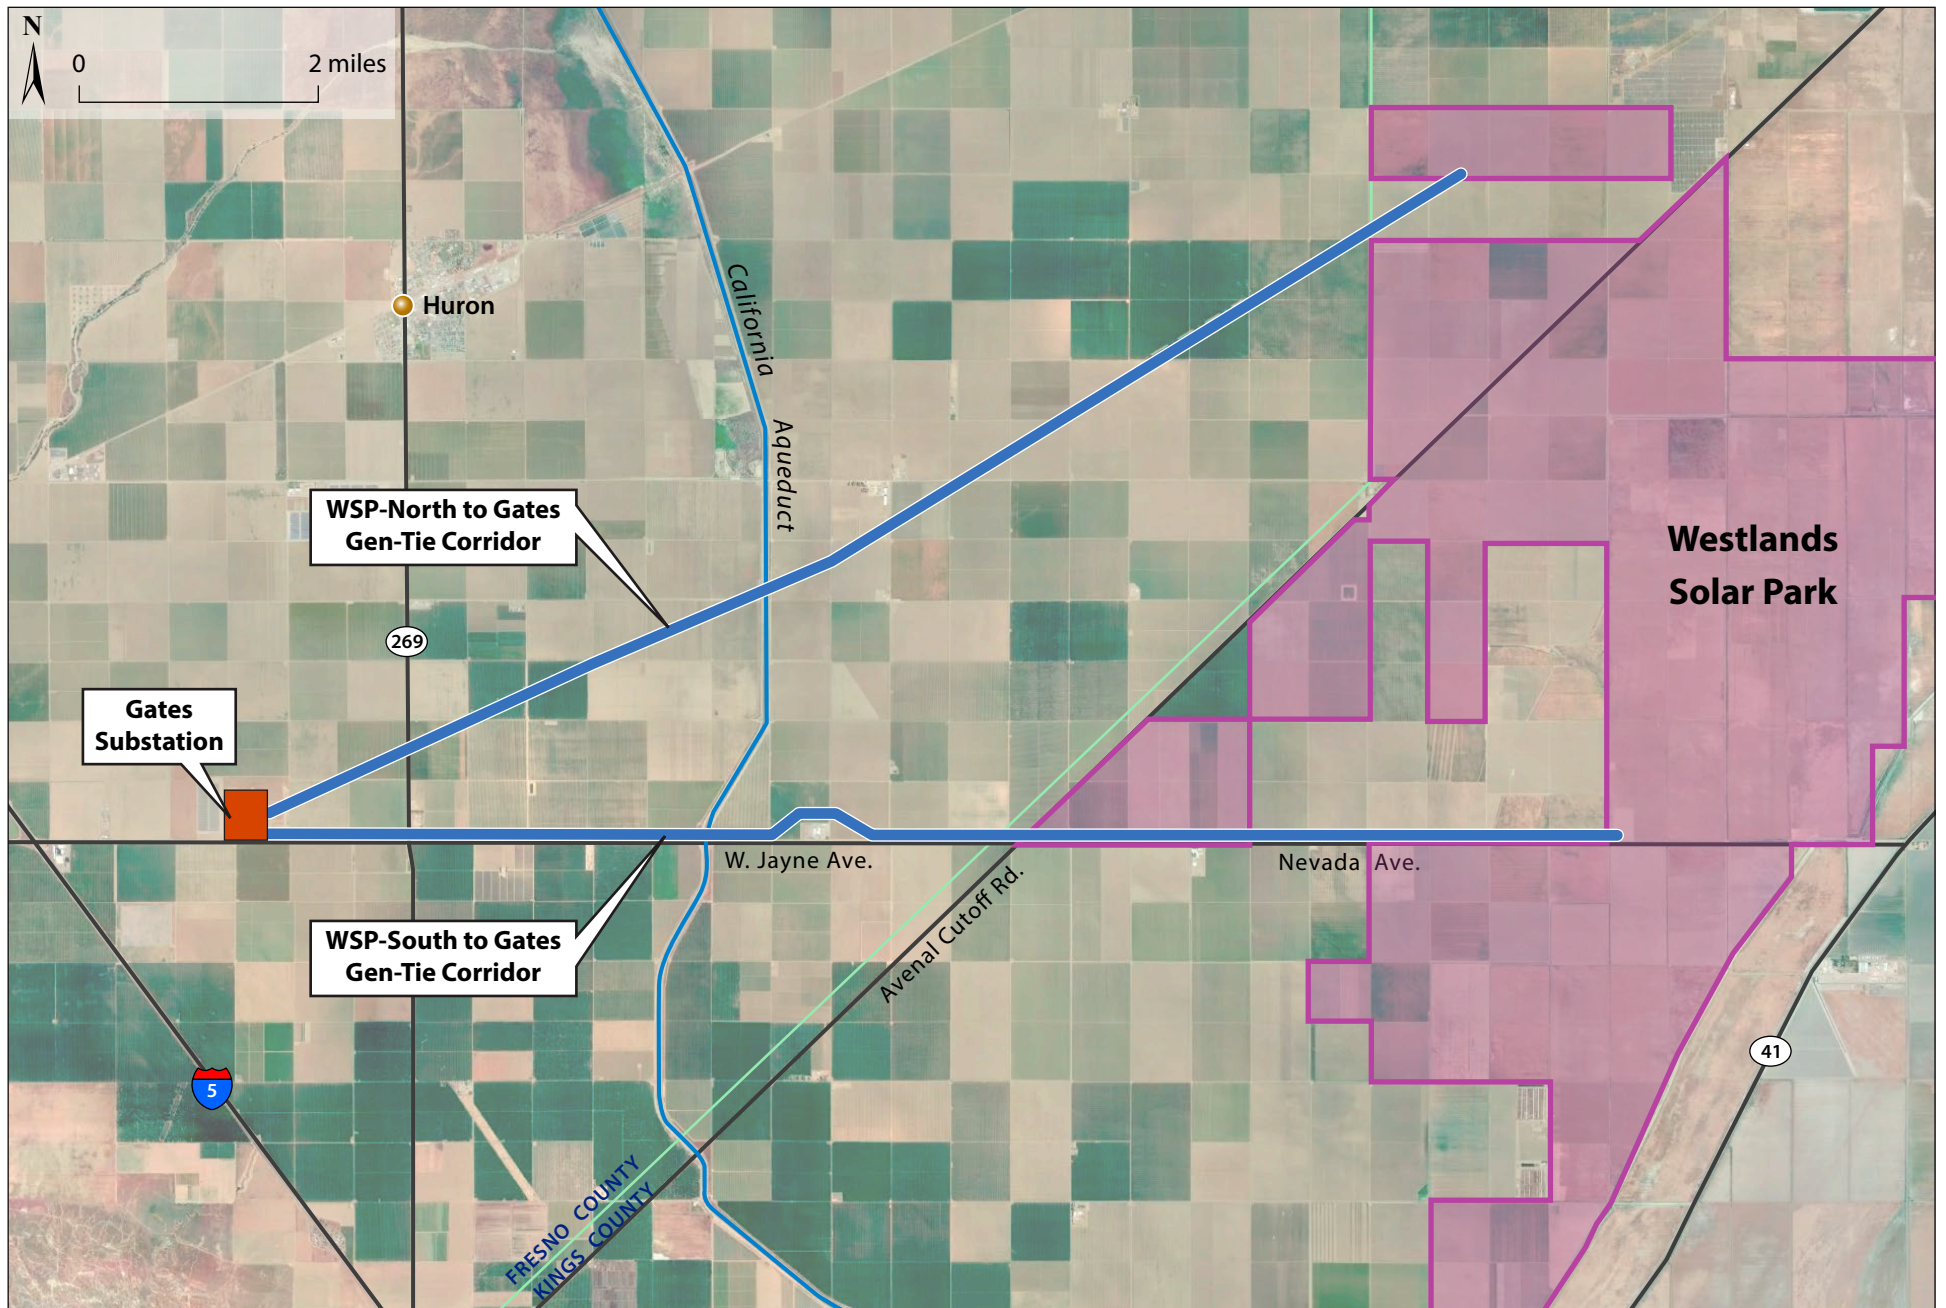 N
0 2 miles
Huron
California
Aqueduct
WSP-North to Gates
Gen-Tie Corridor
Westlands
Solar Park
269
Gates
Substation
W. Jayne Ave.
Nevada Ave.
Avenal Cutoff Rd.
WSP-South to Gates
Gen-Tie Corridor
41
5
FRESNO COUNTY
KINGS COUNTY